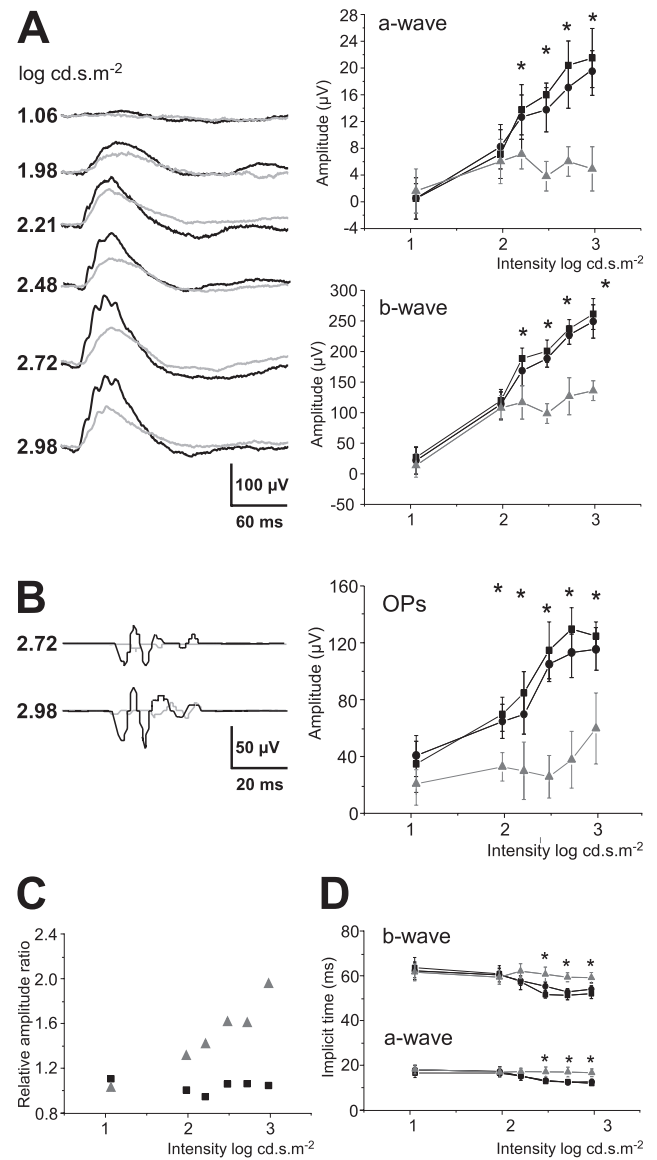 A
log cd.s.m-2
1.06
1.98
2.21
2.48
2.72
2.98
100 µV
60 ms
a-wave
Amplitude (µV)
28
24
20
16
12
8
4
0
-4
* * * *
1 2 3
Intensity log cd.s.m-2
b-wave
Amplitude (µV)
300
250
200
150
100
50
0
-50
* * * *
1 2 3
Intensity log cd.s.m-2
B
2.72
2.98
50 µV
20 ms
OPs
Amplitude (µV)
160
120
80
40
0
* * * * *
1 2 3
Intensity log cd.s.m-2
C
Relative amplitude ratio
2.4
2.0
1.6
1.2
0.8
1 2 3
Intensity log cd.s.m-2
D
Implicit time (ms)
80
60
40
20
0
b-wave
* * *
a-wave
* * *
1 2 3
Intensity log cd.s.m-2